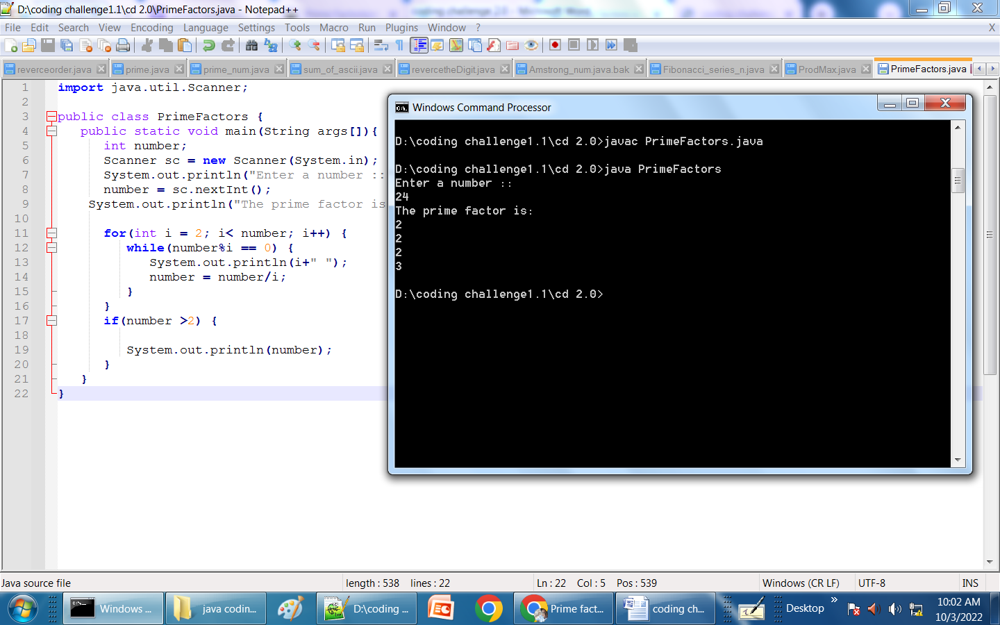 D:\coding challenge1.1\cd 2.0\PrimeFactors.java - Notepad++
File Edit Search View Encoding Language Settings Tools Macro Run Plugins Window ? X
reverceorder.java prime.java prime_num.java sum_of_ascii.java revercetheDigit.java Amstrong_num.java.bak Fibonacci_series_n.java ProdMax.java PrimeFactors.java
1 import java.util.Scanner;
2
3 public class PrimeFactors {
4 public static void main(String args[]){
5 int number;
6 Scanner sc = new Scanner(System.in);
7 System.out.println("Enter a number ::
8 number = sc.nextInt();
9 System.out.println("The prime factor is
10
11 for(int i = 2; i< number; i++) {
12 while(number%i == 0) {
13 System.out.println(i+" ");
14 number = number/i;
15 }
16 }
17 if(number >2) {
18
19 System.out.println(number);
20 }
21 }
22 }
Windows Command Processor
D:\coding challenge1.1\cd 2.0>javac PrimeFactors.java
D:\coding challenge1.1\cd 2.0>java PrimeFactors
Enter a number ::
24
The prime factor is:
2
2
2
3
D:\coding challenge1.1\cd 2.0>
Java source file length : 538 lines : 22 Ln : 22 Col : 5 Pos : 539 Windows (CR LF) UTF-8 INS
Windows ... java codin... D:\coding ... Prime fact... coding ch... Desktop 10:02 AM
10/3/2022